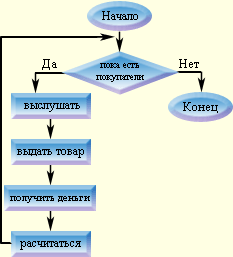 Начало
пока есть
покупатели
Да
Нет
выслушать
Конец
выдать товар
получить деньги
расчитаться